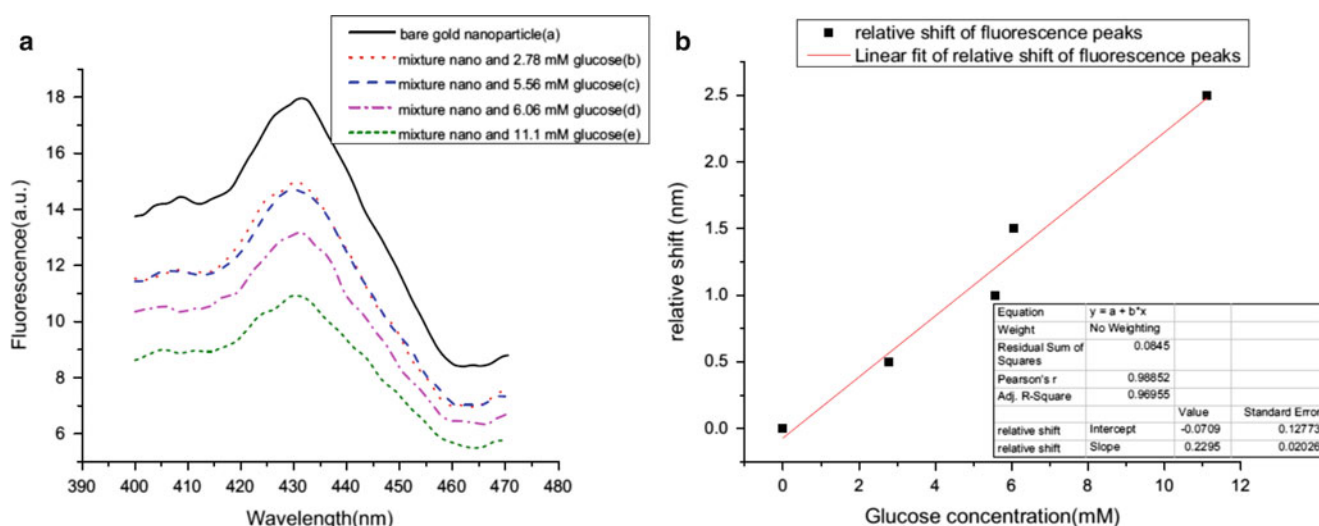 a
bare gold nanoparticle(a)
mixture nano and 2.78 mM glucose(b)
mixture nano and 5.56 mM glucose(c)
mixture nano and 6.06 mM glucose(d)
mixture nano and 11.1 mM glucose(e)
Fluorescence(a.u.)
18
16
14
12
10
8
6
390 400 410 420 430 440 450 460 470 480
Wavelength(nm)
b
relative shift of fluorescence peaks
Linear fit of relative shift of fluorescence peaks
relative shift (nm)
2.5
2.0
1.5
1.0
0.5
0.0
Equation y = a + b*x
Weight No Weighting
Residual Sum of 0.0845
Squares
Pearson's r 0.98852
Adj. R-Square 0.96955
Value Standard Error
relative shift Intercept -0.0709 0.12773
relative shift Slope 0.2295 0.02026
0 2 4 6 8 10 12
Glucose concentration(mM)